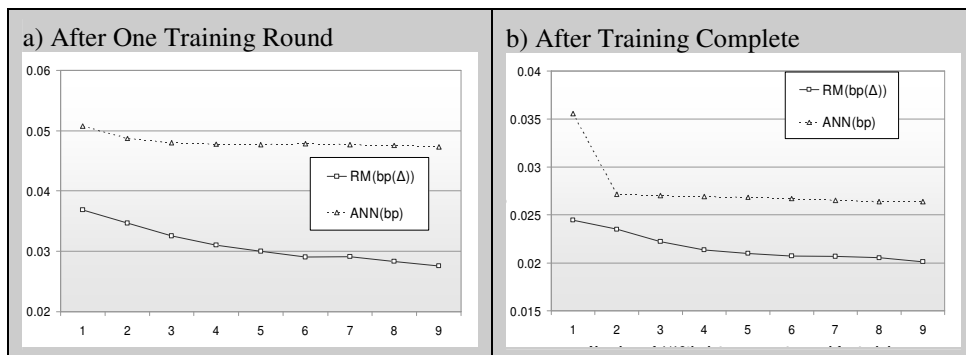 a) After One Training Round
0.06
0.05
0.04
0.03
0.02
RM(bp(Δ))
ANN(bp)
1 2 3 4 5 6 7 8 9
b) After Training Complete
0.04
0.035
0.03
0.025
0.02
0.015
RM(bp(Δ))
ANN(bp)
1 2 3 4 5 6 7 8 9